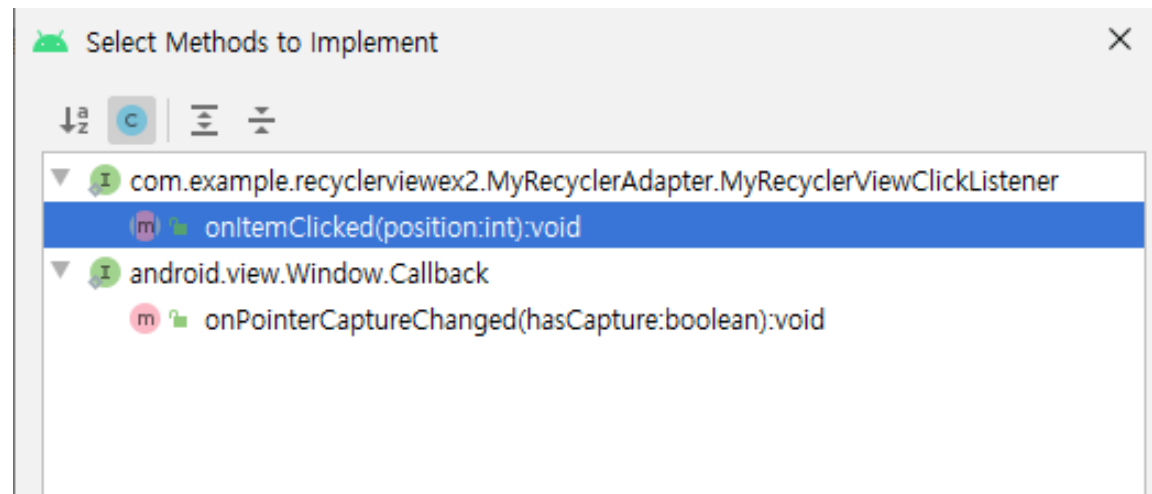 Select Methods to Implement
a
z
C
I com.example.recyclerviewex2.MyRecyclerAdapter.MyRecyclerViewClickListener
m onItemClicked(position:int):void
I android.view.Window.Callback
m onPointerCaptureChanged(hasCapture:boolean):void